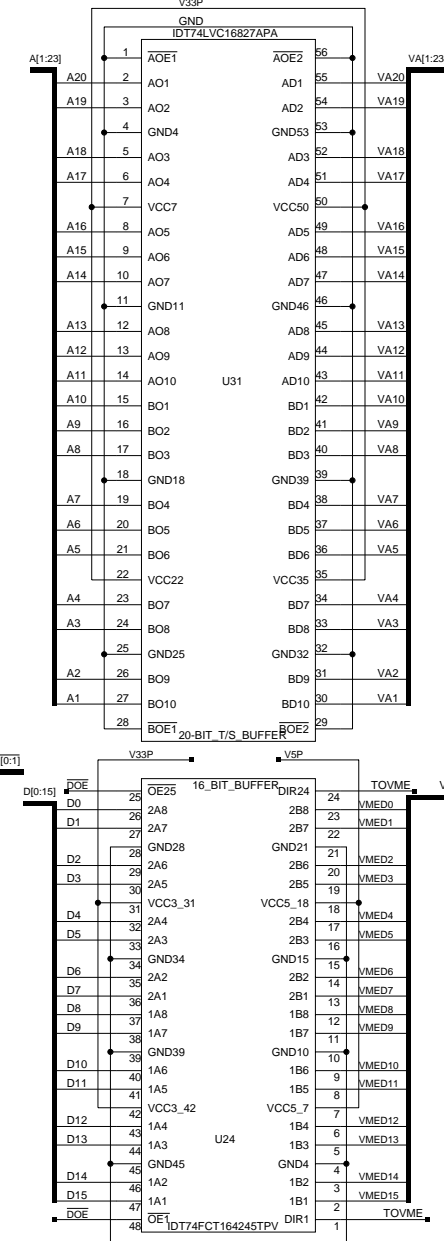 V33P
GND
IDT74LVC16827APA
A[1:23] 1 AOE1 AOE2 56 VA[1:23
A20 2 AO1 AD1 55 VA20
A19 3 AO2 AD2 54 VA19
4 GND4 GND53 53
A18 5 AO3 AD3 52 VA18
A17 6 AO4 AD4 51 VA17
7 VCC7 VCC50 50
A16 8 AO5 AD5 49 VA16
A15 9 AO6 AD6 48 VA15
A14 10 AO7 AD7 47 VA14
11 GND11 GND46 46
A13 12 AO8 AD8 45 VA13
A12 13 AO9 AD9 44 VA12
A11 14 AO10 U31 AD10 43 VA11
A10 15 BO1 BD1 42 VA10
A9 16 BO2 BD2 41 VA9
A8 17 BO3 BD3 40 VA8
18 GND18 GND39 39
A7 19 BO4 BD4 38 VA7
A6 20 BO5 BD5 37 VA6
A5 21 BO6 BD6 36 VA5
22 VCC22 VCC35 35
A4 23 BO7 BD7 34 VA4
A3 24 BO8 BD8 33 VA3
25 GND25 GND32 32
A2 26 BO9 BD9 31 VA2
A1 27 BO10 BD10 30 VA1
28 BOE1 20-BIT_T/S_BUFFER BOE2 29
[0:1] V33P V5P
D[0:15] DOE 25 OE25 16_BIT_BUFFER DIR24 24 TOVME V
D0 26 2A8 2B8 23 VMED0
D1 27 2A7 2B7 22 VMED1
28 GND28 GND21 21
D2 29 2A6 2B6 20 VMED2
D3 30 2A5 2B5 19 VMED3
31 VCC3_31 VCC5_18 18
D4 32 2A4 2B4 17 VMED4
D5 33 2A3 2B3 16 VMED5
34 GND34 GND15 15
D6 35 2A2 2B2 14 VMED6
D7 36 2A1 2B1 13 VMED7
D8 37 1A8 1B8 12 VMED8
D9 38 1A7 1B7 11 VMED9
39 GND39 GND10 10
D10 40 1A6 1B6 9 VMED10
D11 41 1A5 1B5 8 VMED11
42 VCC3_42 VCC5_7 7
D12 43 1A4 1B4 6 VMED12
D13 44 1A3 U24 1B3 5 VMED13
45 GND45 GND4 4
D14 46 1A2 1B2 3 VMED14
D15 47 1A1 1B1 2 VMED15
DOE 48 OE1 DIR1 1 TOVME
IDT74FCT164245TPV